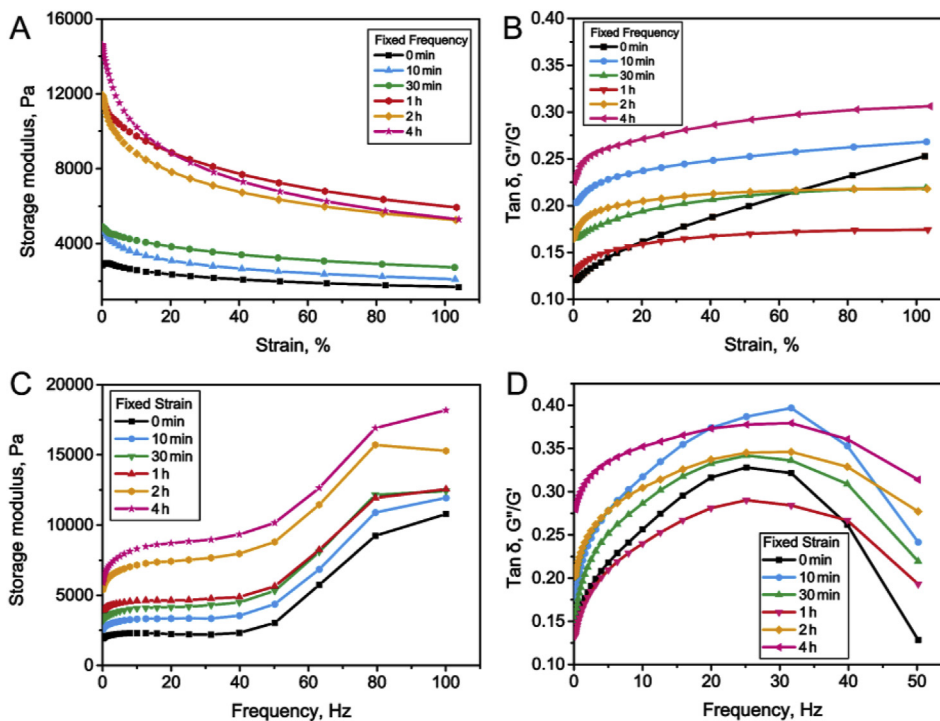 A
Storage modulus, Pa
16000
12000
8000
4000
Fixed Frequency
0 min
10 min
30 min
1 h
2 h
4 h
0 20 40 60 80 100
Strain, %
B
Tan δ, G"/G'
0.40
0.35
0.30
0.25
0.20
0.15
0.10
Fixed Frequency
0 min
10 min
30 min
1 h
2 h
4 h
0 20 40 60 80 100
Strain, %
C
Storage modulus, Pa
20000
15000
10000
5000
0
Fixed Strain
0 min
10 min
30 min
1 h
2 h
4 h
0 20 40 60 80 100
Frequency, Hz
D
Tan δ, G"/G'
0.40
0.35
0.30
0.25
0.20
0.15
0.10
Fixed Strain
0 min
10 min
30 min
1 h
2 h
4 h
0 10 20 30 40 50
Frequency, Hz